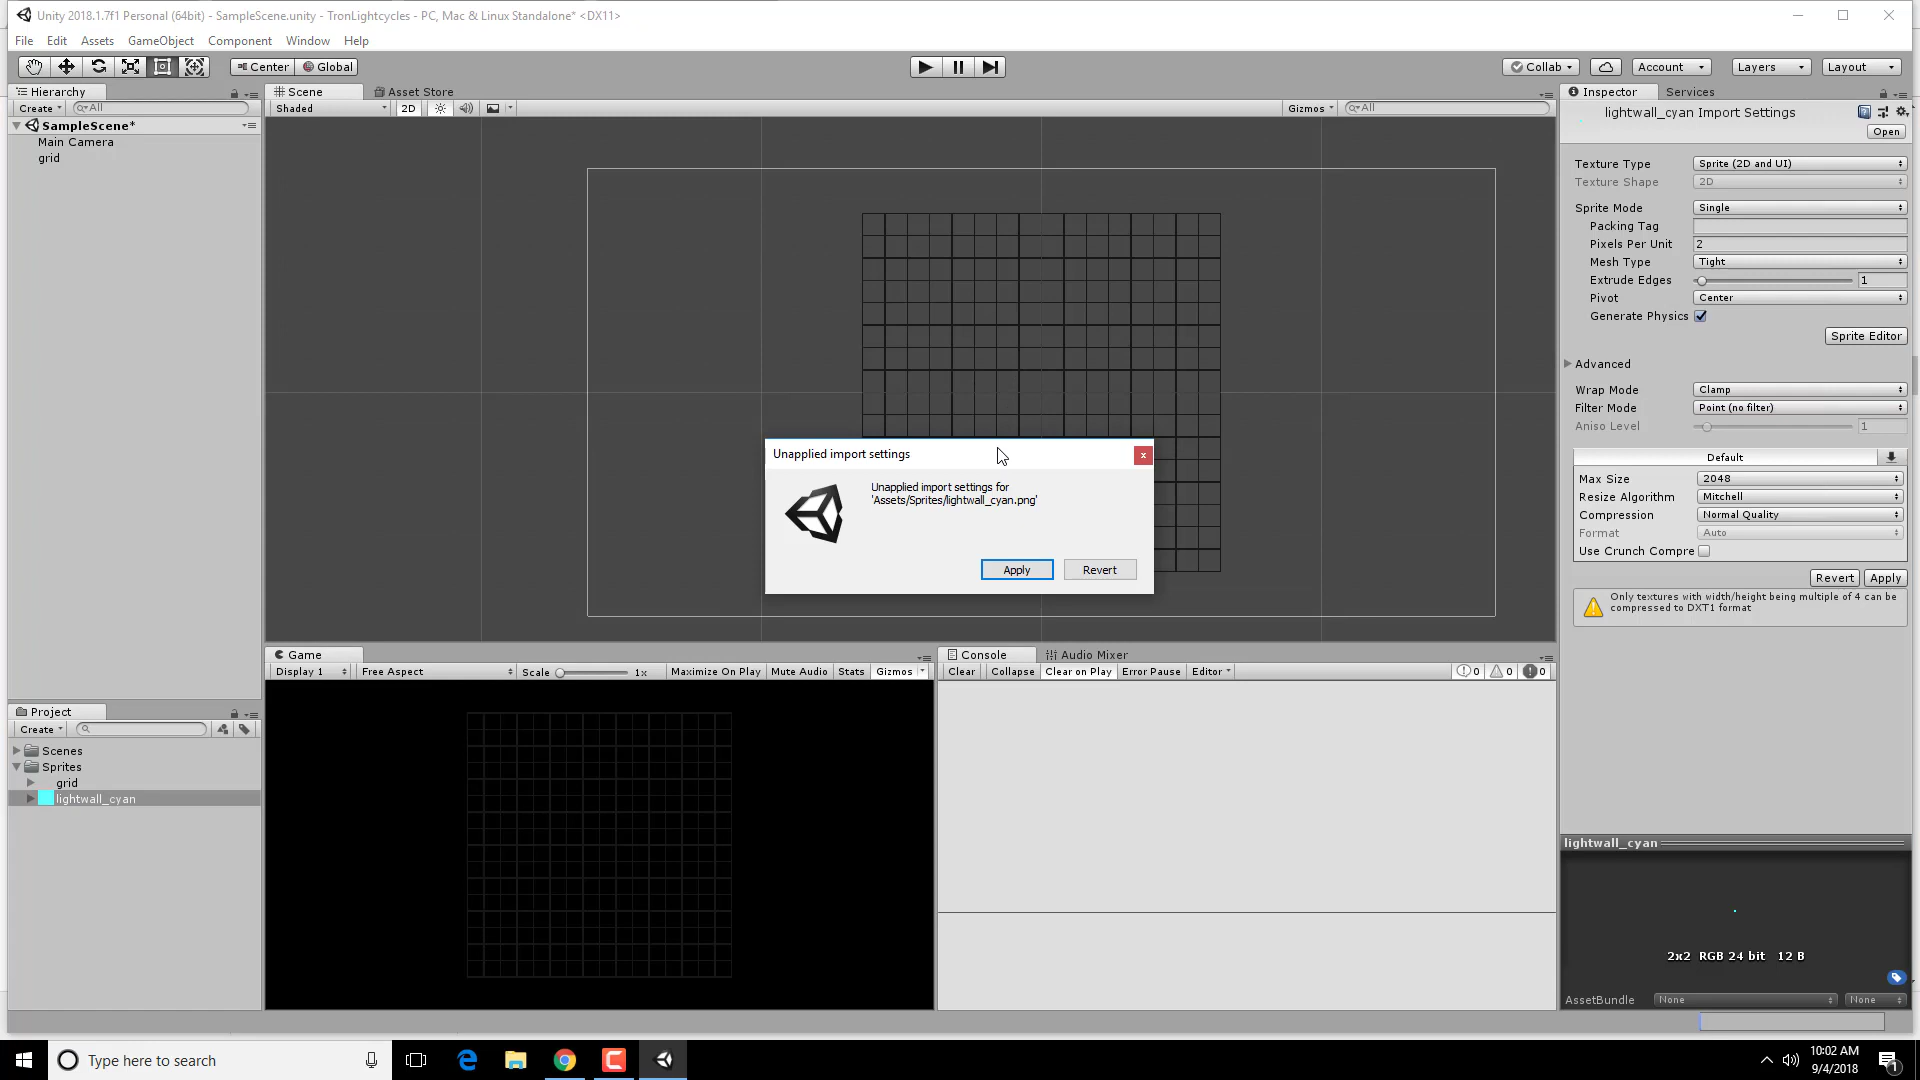 Unity 2018.1.7f1 Personal (64bit) - SampleScene.unity - TronLightcycles - PC, Mac & Linux Standalone* <DX11>
File Edit Assets GameObject Component Window Help
Center Global Collab Account Layers Layout
Hierarchy
Create All
SampleScene*
Main Camera
grid
Scene Asset Store
Shaded 2D Gizmos All
Unapplied import settings
Unapplied import settings for
'Assets/Sprites/lightwall_cyan.png'
Apply Revert
Game
Display 1 Free Aspect Scale 1x Maximize On Play Mute Audio Stats Gizmos
Console Audio Mixer
Clear Collapse Clear on Play Error Pause Editor 0 0 0
Project
Create
Scenes
Sprites
grid
lightwall_cyan
Inspector Services
lightwall_cyan Import Settings
Open
Texture Type Sprite (2D and UI)
Texture Shape 2D
Sprite Mode Single
Packing Tag
Pixels Per Unit 2
Mesh Type Tight
Extrude Edges 1
Pivot Center
Generate Physics
Sprite Editor
Advanced
Wrap Mode Clamp
Filter Mode Point (no filter)
Aniso Level 1
Default
Max Size 2048
Resize Algorithm Mitchell
Compression Normal Quality
Format Auto
Use Crunch Compre
Revert Apply
Only textures with width/height being multiple of 4 can be
compressed to DXT1 format
lightwall_cyan
2x2 RGB 24 bit 12 B
AssetBundle None None
Type here to search
10:02 AM
9/4/2018
1